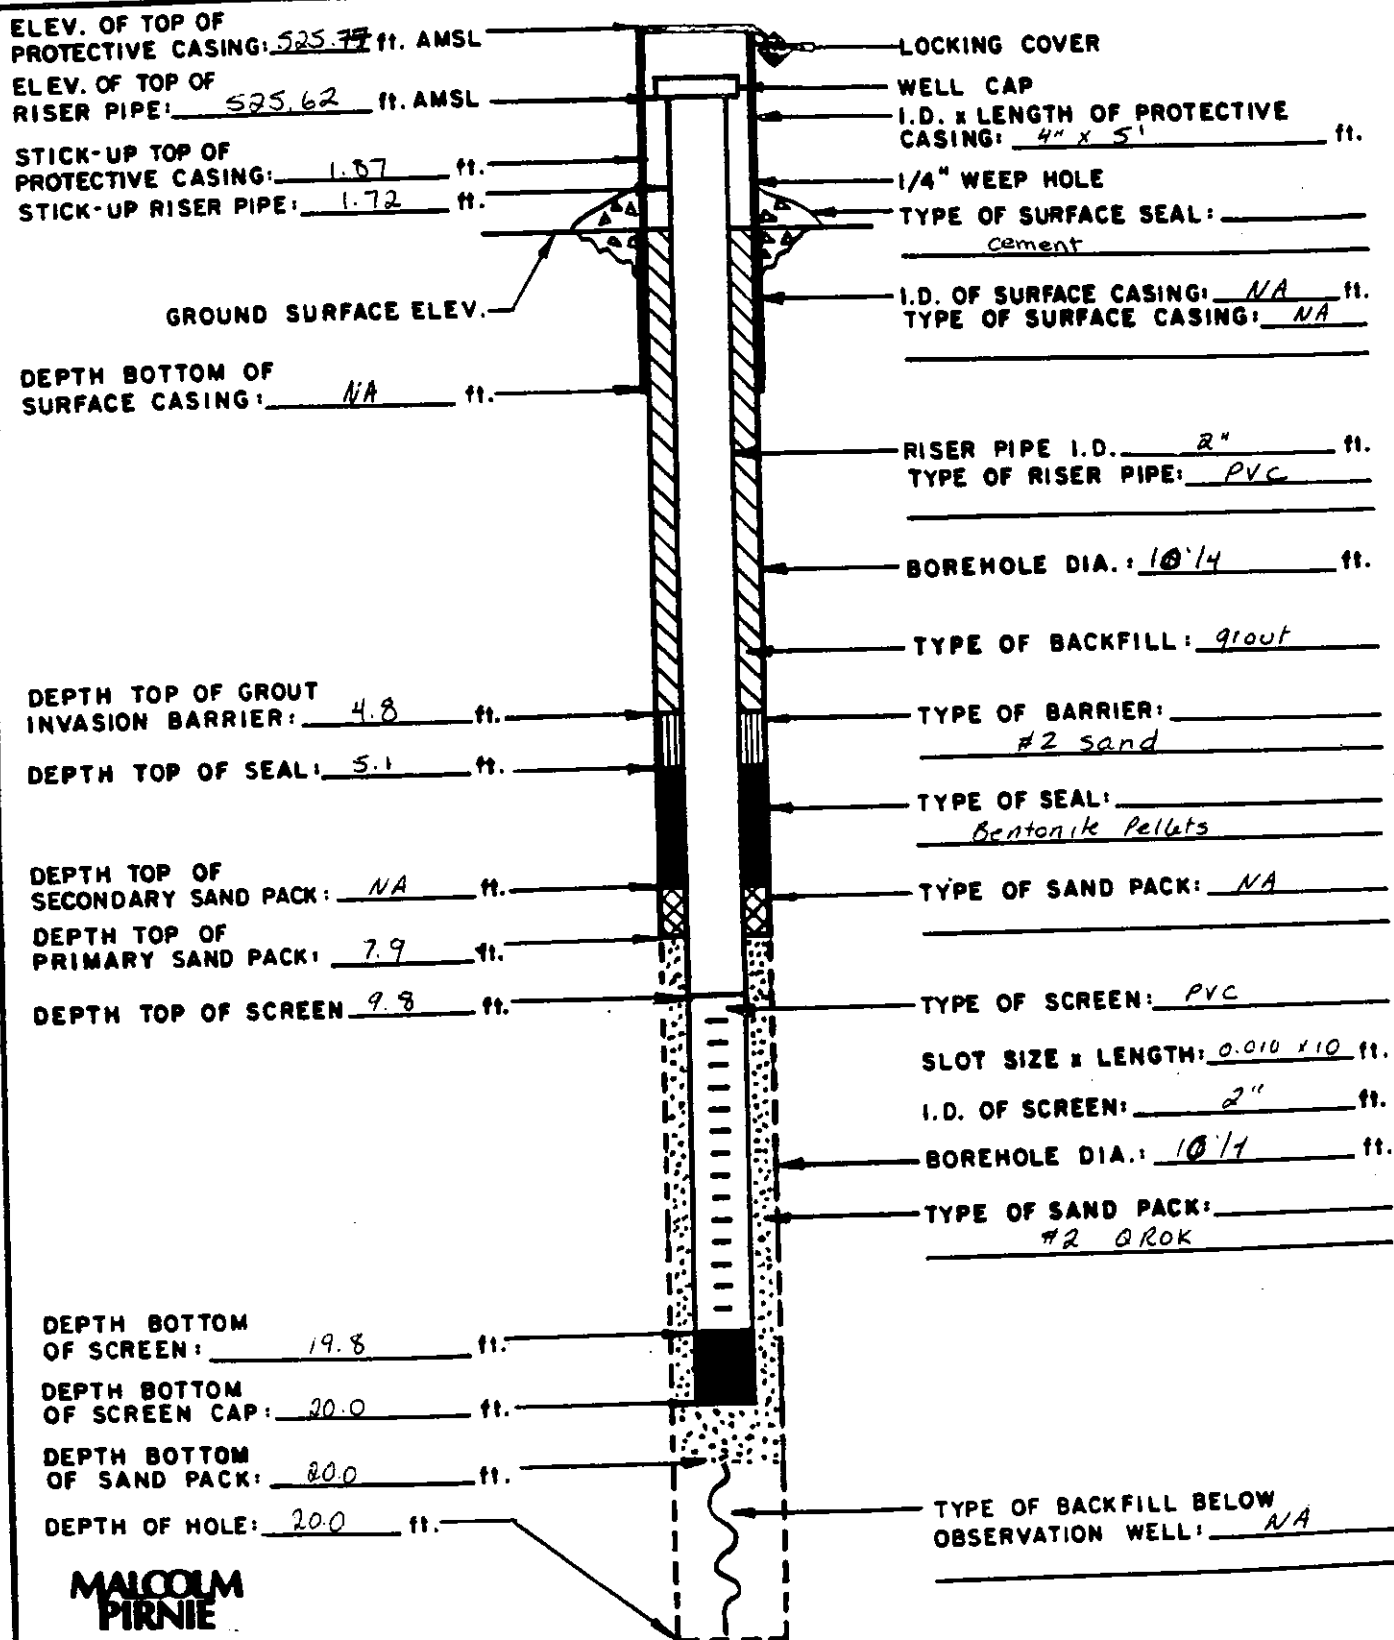 ELEV. OF TOP OF
PROTECTIVE CASING: 525.77 ft. AMSL
ELEV. OF TOP OF
RISER PIPE: 525.62 ft. AMSL
STICK-UP TOP OF
PROTECTIVE CASING: 1.87 ft.
STICK-UP RISER PIPE: 1.72 ft.
GROUND SURFACE ELEV.
DEPTH BOTTOM OF
SURFACE CASING: NA ft.
DEPTH TOP OF GROUT
INVASION BARRIER: 4.8 ft.
DEPTH TOP OF SEAL: 5.1 ft.
DEPTH TOP OF
SECONDARY SAND PACK: NA ft.
DEPTH TOP OF
PRIMARY SAND PACK: 7.9 ft.
DEPTH TOP OF SCREEN 9.8 ft.
DEPTH BOTTOM
OF SCREEN: 19.8 ft.
DEPTH BOTTOM
OF SCREEN CAP: 20.0 ft.
DEPTH BOTTOM
OF SAND PACK: 20.0 ft.
DEPTH OF HOLE: 20.0 ft.
MALCOLM
PIRNIE
LOCKING COVER
WELL CAP
I.D. x LENGTH OF PROTECTIVE
CASING: 4" x 5' ft.
1/4" WEEP HOLE
TYPE OF SURFACE SEAL:
cement
I.D. OF SURFACE CASING: NA ft.
TYPE OF SURFACE CASING: NA
RISER PIPE I.D. 2" ft.
TYPE OF RISER PIPE: PVC
BOREHOLE DIA.: 10 1/4 ft.
TYPE OF BACKFILL: grout
TYPE OF BARRIER:
#2 sand
TYPE OF SEAL:
Bentonite Pellets
TYPE OF SAND PACK: NA
TYPE OF SCREEN: PVC
SLOT SIZE x LENGTH: 0.010 x 10 ft.
I.D. OF SCREEN: 2" ft.
BOREHOLE DIA.: 10 1/4 ft.
TYPE OF SAND PACK:
#2 QROK
TYPE OF BACKFILL BELOW
OBSERVATION WELL: NA